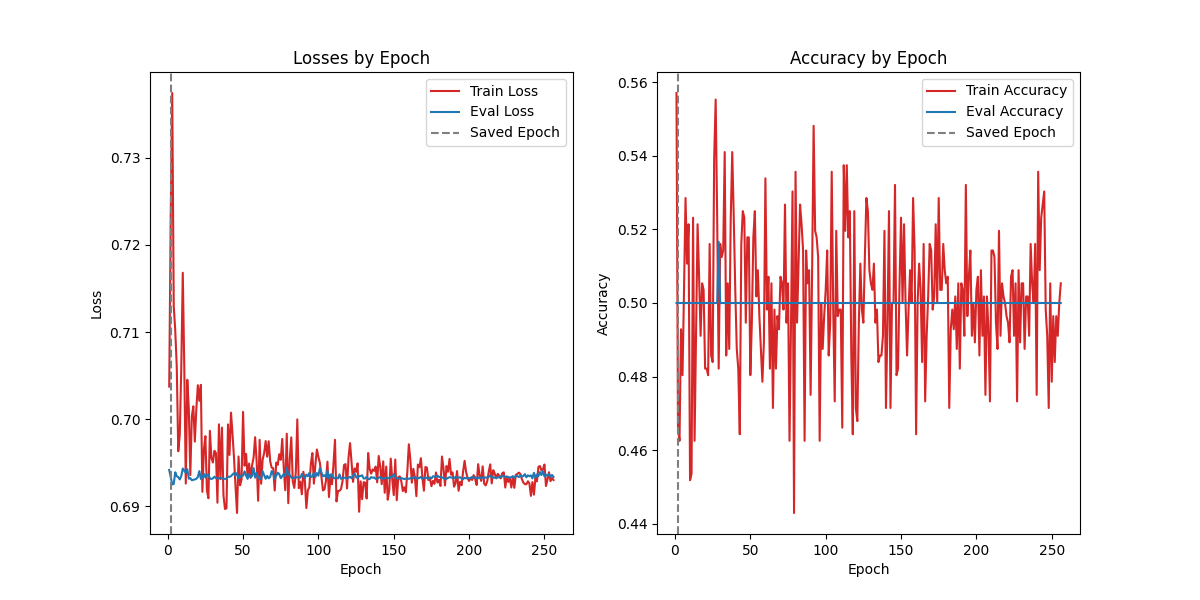 Losses by Epoch
Train Loss
Eval Loss
Saved Epoch
0.73
0.72
0.71
0.70
0.69
Loss
0 50 100 150 200 250
Epoch
Accuracy by Epoch
Train Accuracy
Eval Accuracy
Saved Epoch
0.56
0.54
0.52
0.50
0.48
0.46
0.44
Accuracy
0 50 100 150 200 250
Epoch